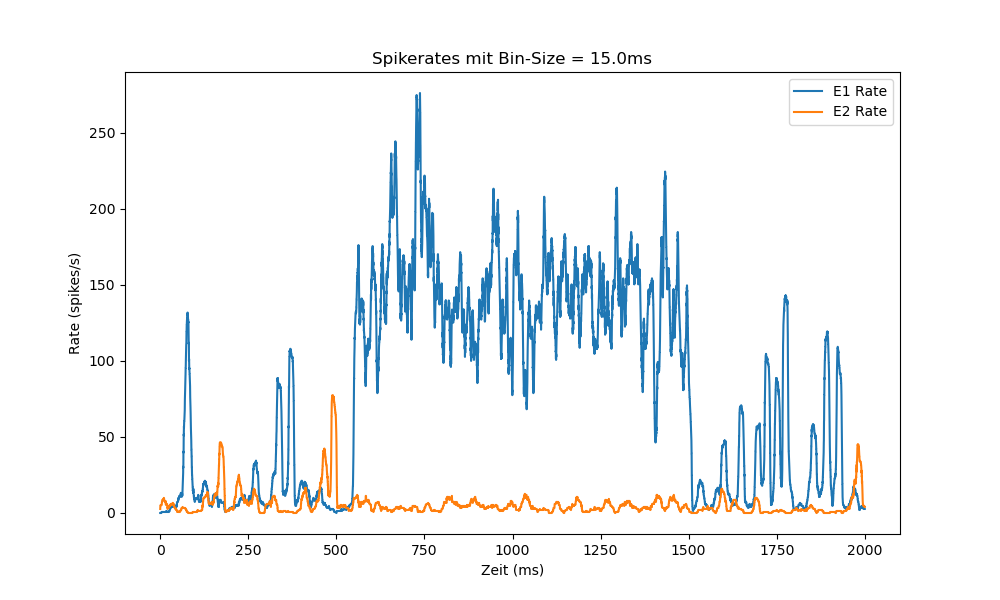 Spikerates mit Bin-Size = 15.0ms
E1 Rate
E2 Rate
250
200
150
100
50
0
Rate (spikes/s)
0 250 500 750 1000 1250 1500 1750 2000
Zeit (ms)